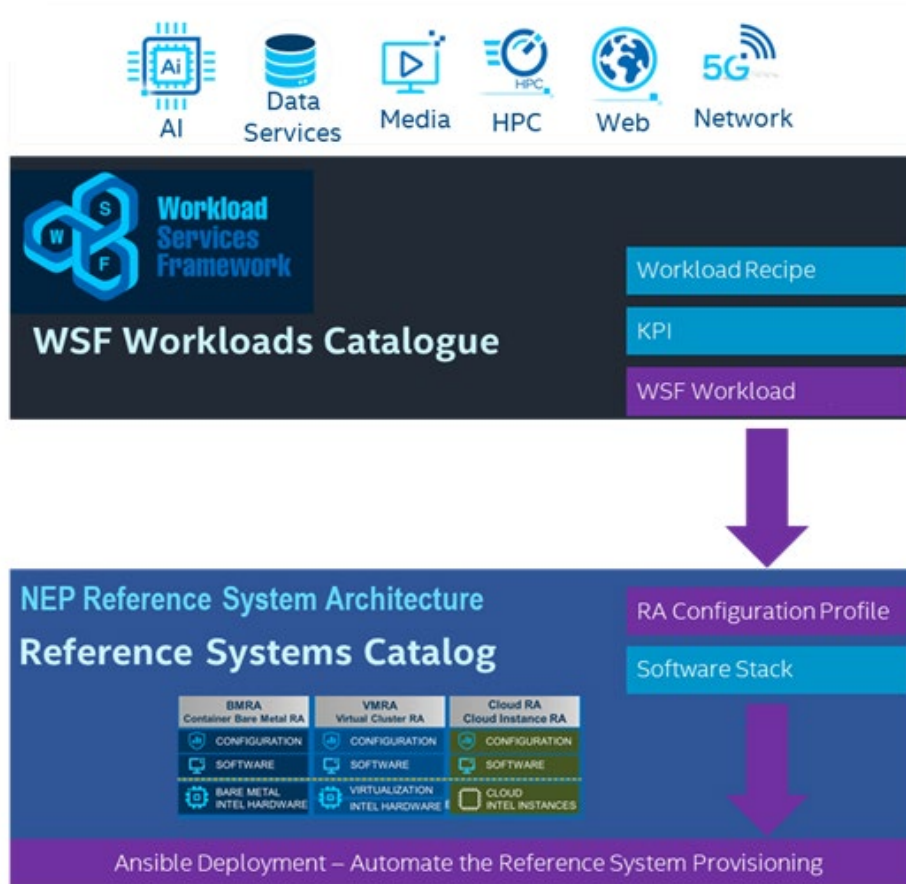 Ai
AI
Data
Services
Media
HPC
HPC
Web
5G
Network
W
S
F
Workload
Services
Framework
WSF Workloads Catalogue
Workload Recipe
KPI
WSF Workload
NEP Reference System Architecture
Reference Systems Catalog
RA Configuration Profile
Software Stack
BMRA
Container Bare Metal RA
CONFIGURATION
SOFTWARE
BARE METAL
INTEL HARDWARE
VMRA
Virtual Cluster RA
CONFIGURATION
SOFTWARE
VIRTUALIZATION
INTEL HARDWARE
Cloud RA
Cloud Instance RA
CONFIGURATION
SOFTWARE
CLOUD
INTEL INSTANCES
Ansible Deployment – Automate the Reference System Provisioning